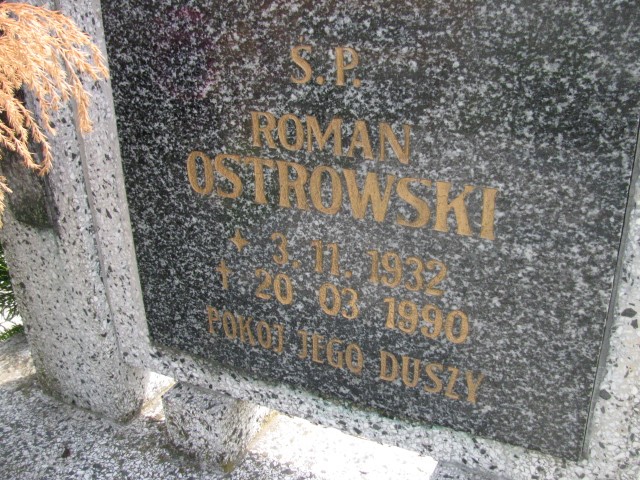 S.P.
ROMAN
OSTROWSKI
3. 11. 1932
† 20 03 1990
POKOJ JEGO DUSZY